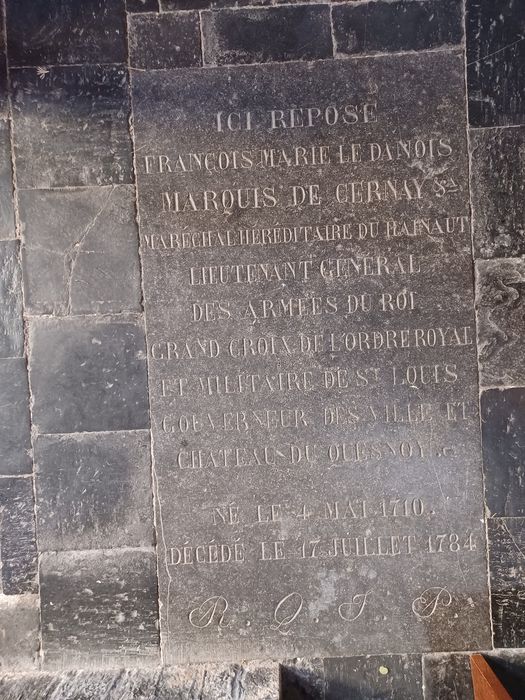 ICI REPOSE
FRANÇOIS MARIE LE DANOIS
MARQUIS DE CERNAY &a
MARECHAL HEREDITAIRE DU HAINAUT
LIEUTENANT GÉNÉRAL
DES ARMÉES DU ROI
GRAND CROIX DE L'ORDRE ROYAL
ET MILITAIRE DE St LOUIS
GOUVERNEUR DES VILLE ET
CHATEAU DU QUESNOY &a
NÉ LE 4 MAI 1710.
DÉCÉDÉ LE 17 JUILLET 1784
R. Q. I P